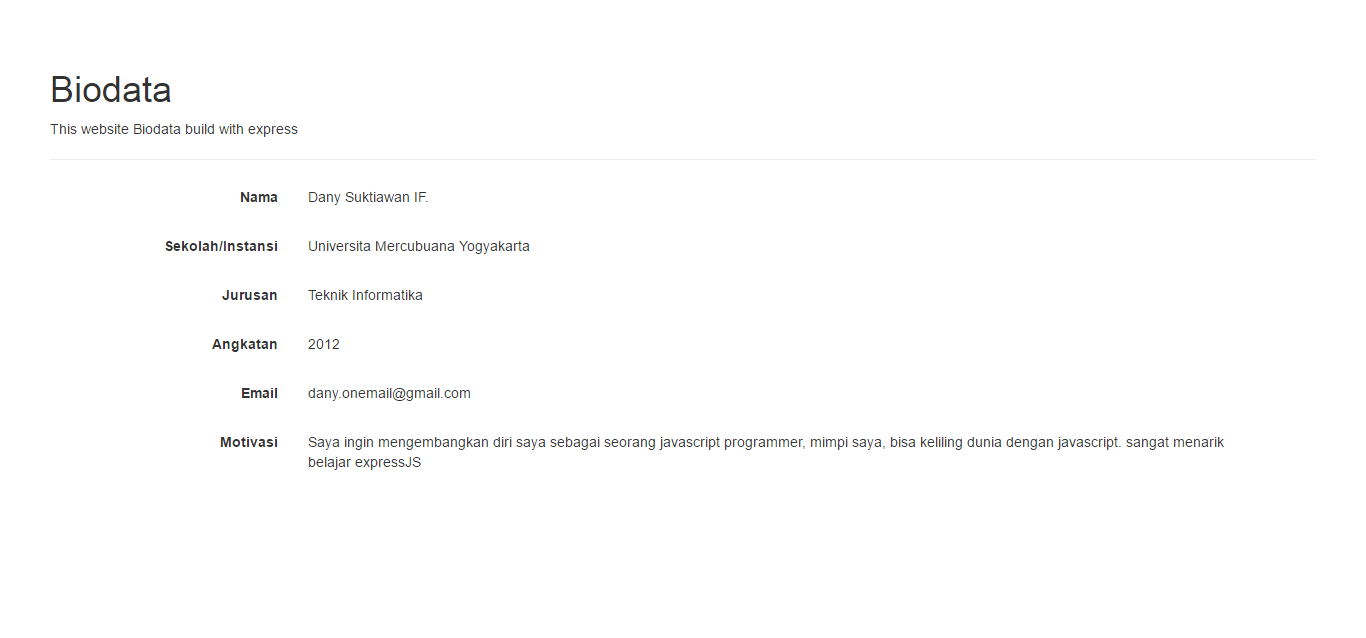 Biodata
This website Biodata build with express
Nama Dany Suktiawan IF.
Sekolah/Instansi Universita Mercubuana Yogyakarta
Jurusan Teknik Informatika
Angkatan 2012
Email dany.onemail@gmail.com
Motivasi Saya ingin mengembangkan diri saya sebagai seorang javascript programmer, mimpi saya, bisa keliling dunia dengan javascript. sangat menarik
belajar expressJS